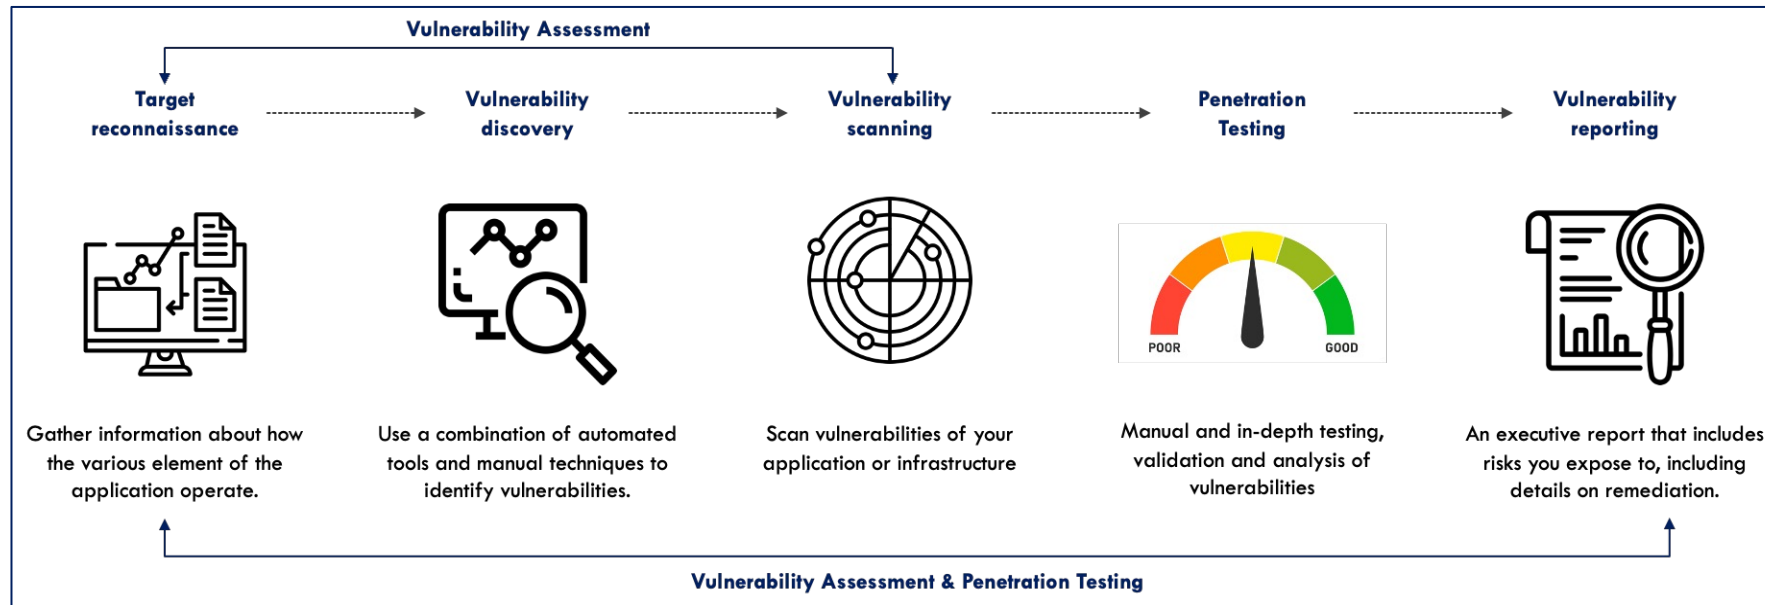 Vulnerability Assessment
Target
reconnaissance
Vulnerability
discovery
Vulnerability
scanning
Penetration
Testing
Vulnerability
reporting
POOR
GOOD
Gather information about how
the various element of the
application operate.
Use a combination of automated
tools and manual techniques to
identify vulnerabilities.
Scan vulnerabilities of your
application or infrastructure
Manual and in-depth testing,
validation and analysis of
vulnerabilities
An executive report that includes
risks you expose to, including
details on remediation.
Vulnerability Assessment & Penetration Testing